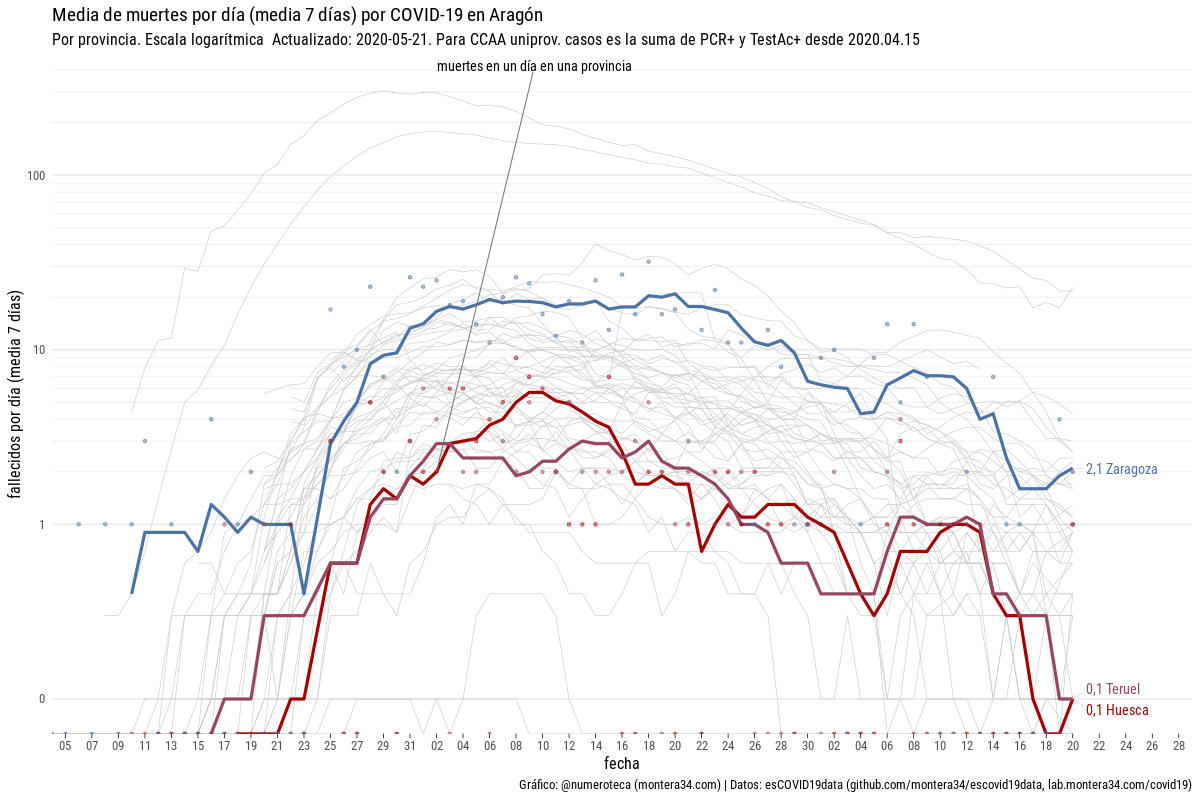 Media de muertes por día (media 7 días) por COVID-19 en Aragón
Por provincia. Escala logarítmica  Actualizado: 2020-05-21. Para CCAA uniprov. casos es la suma de PCR+ y TestAc+ desde 2020.04.15
muertes en un día en una provincia
fallecidos por día (media  7 días)
100
10
1
0
2,1 Zaragoza
0,1 Teruel
0,1 Huesca
05 07 09 11 13 15 17 19 21 23 25 27 29 31 02 04 06 08 10 12 14 16 18 20 22 24 26 28 30 02 04 06 08 10 12 14 16 18 20 22 24 26 28
fecha
Gráfico: @numeroteca (montera34.com) | Datos: esCOVID19data (github.com/montera34/escovid19data, lab.montera34.com/covid19)